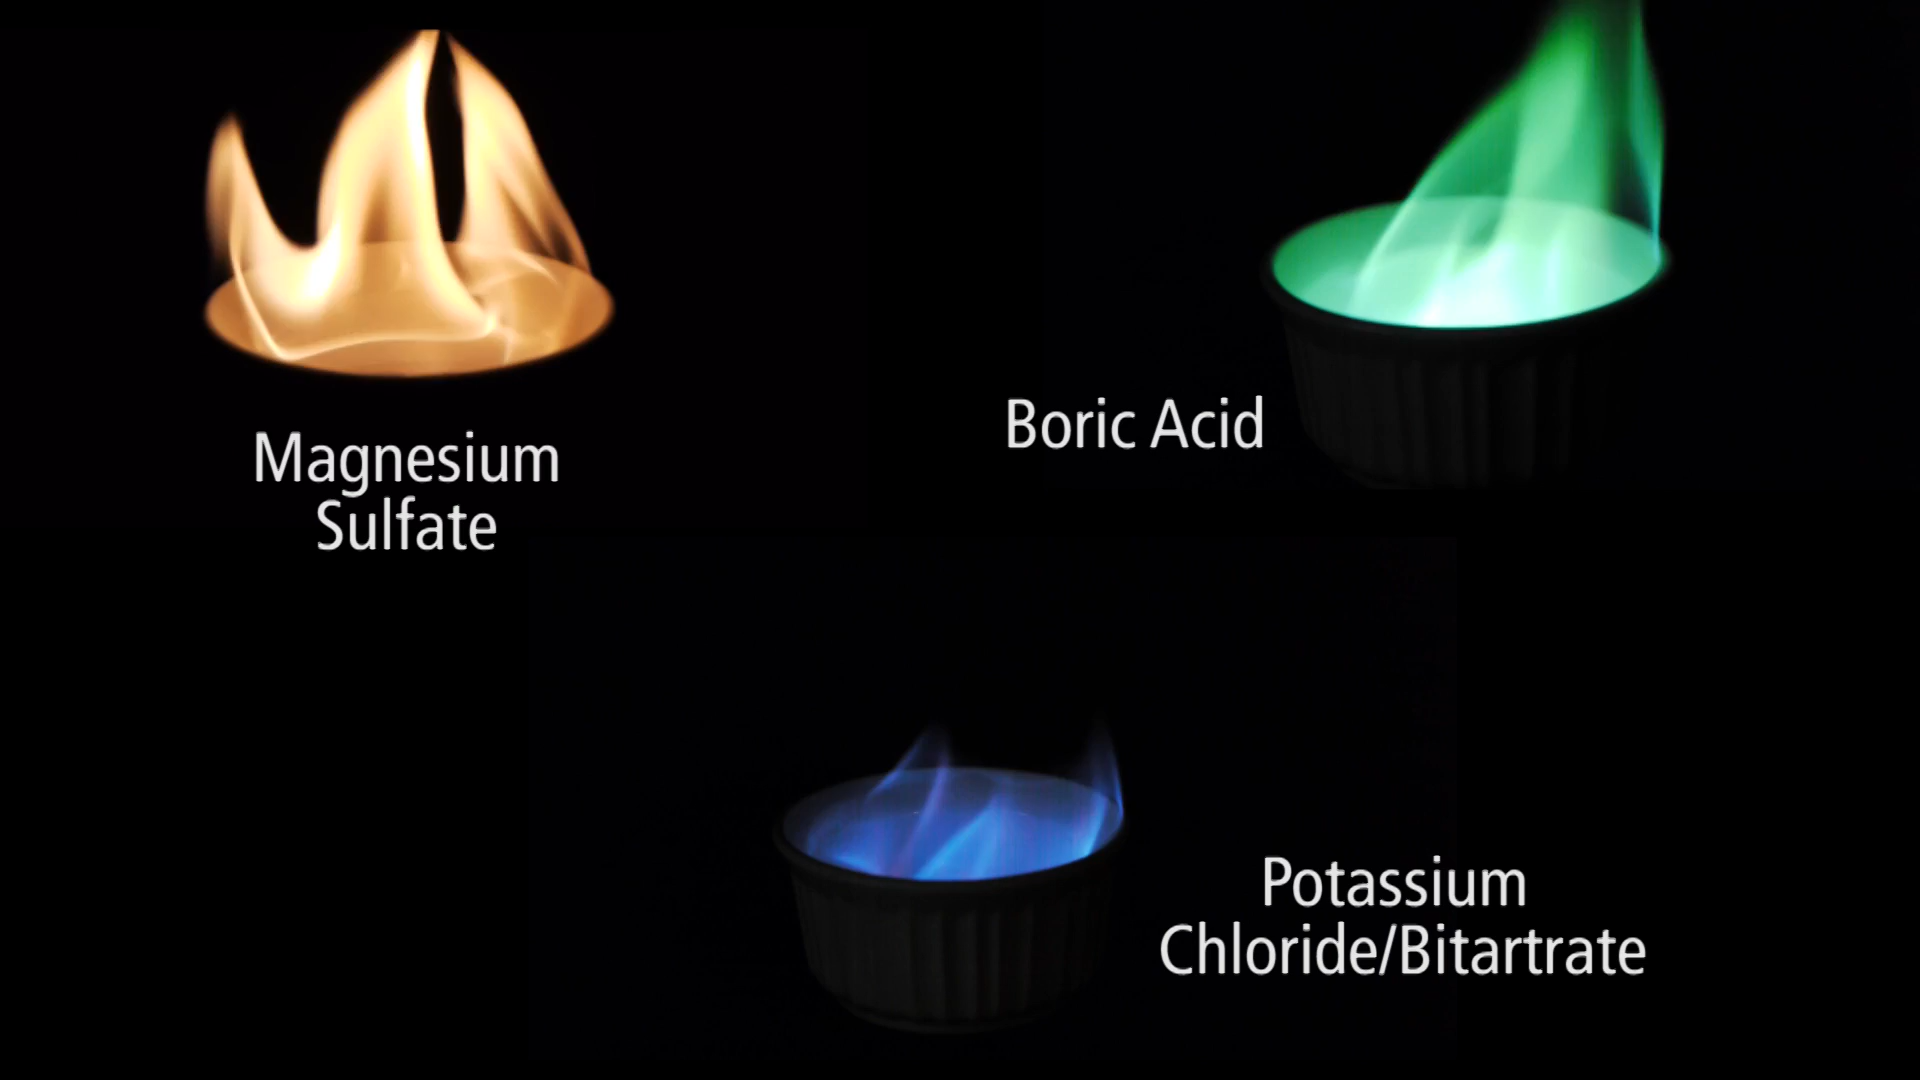 Magnesium
Sulfate
Boric Acid
Potassium
Chloride/Bitartrate